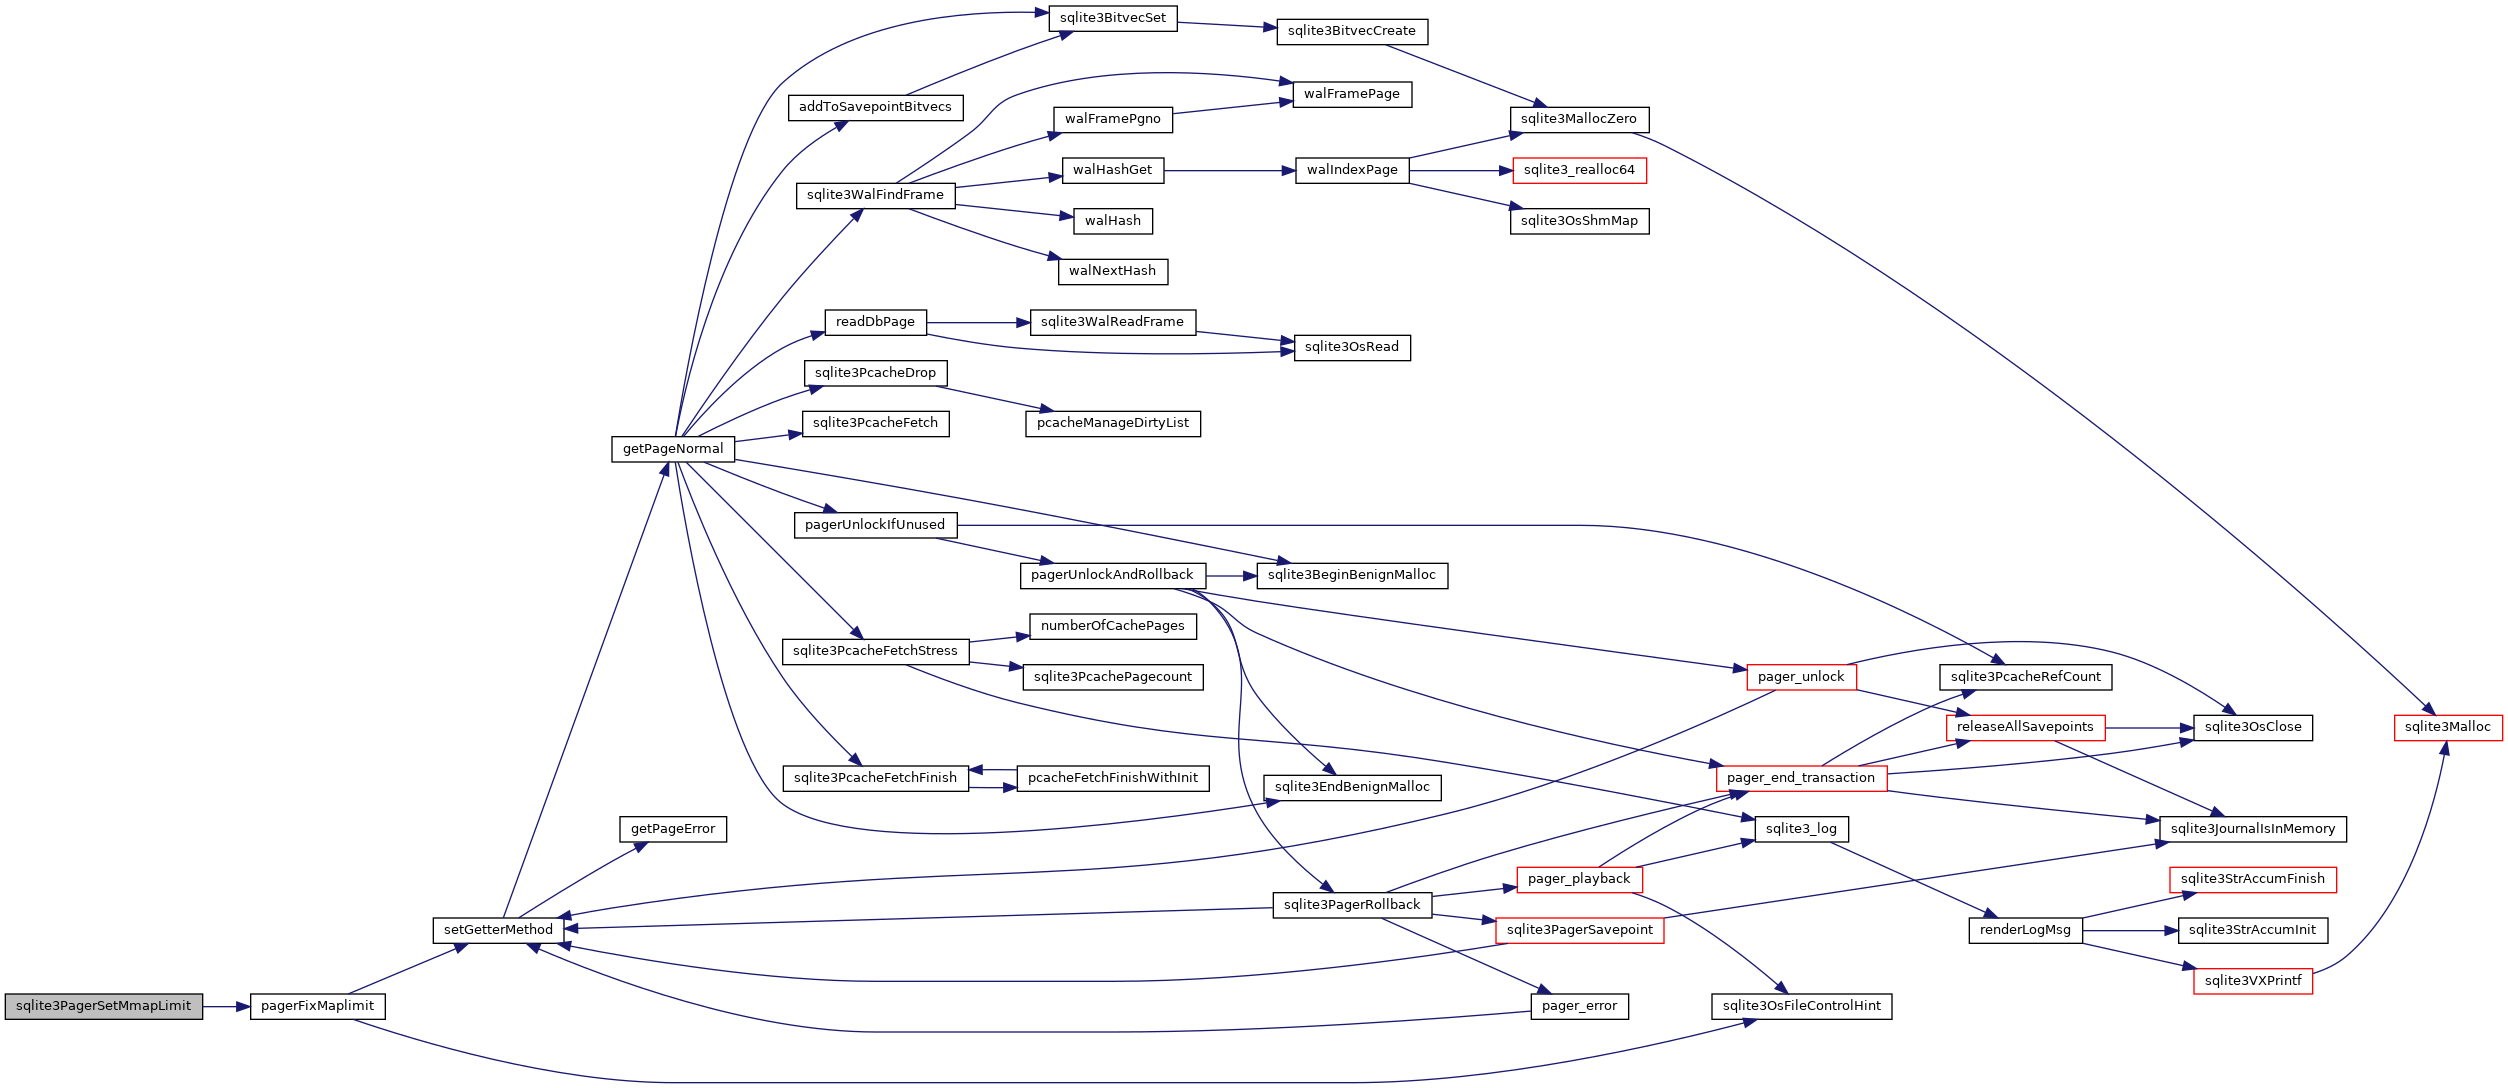 sqlite3BitvecSet
sqlite3BitvecCreate
walFramePage
addToSavepointBitvecs
walFramePgno
sqlite3MallocZero
walHashGet
walIndexPage
sqlite3_realloc64
sqlite3WalFindFrame
walHash
sqlite3OsShmMap
walNextHash
readDbPage
sqlite3WalReadFrame
sqlite3OsRead
sqlite3PcacheDrop
sqlite3PcacheFetch
pcacheManageDirtyList
getPageNormal
pagerUnlockIfUnused
pagerUnlockAndRollback
sqlite3BeginBenignMalloc
numberOfCachePages
sqlite3PcacheFetchStress
sqlite3PcachePagecount
pager_unlock
sqlite3PcacheRefCount
releaseAllSavepoints
sqlite3OsClose
sqlite3Malloc
sqlite3PcacheFetchFinish
pcacheFetchFinishWithInit
sqlite3EndBenignMalloc
pager_end_transaction
getPageError
sqlite3_log
sqlite3JournalIsInMemory
pager_playback
sqlite3StrAccumFinish
sqlite3PagerRollback
setGetterMethod
sqlite3PagerSavepoint
renderLogMsg
sqlite3StrAccumInit
sqlite3VXPrintf
sqlite3PagerSetMmapLimit
pagerFixMaplimit
pager_error
sqlite3OsFileControlHint